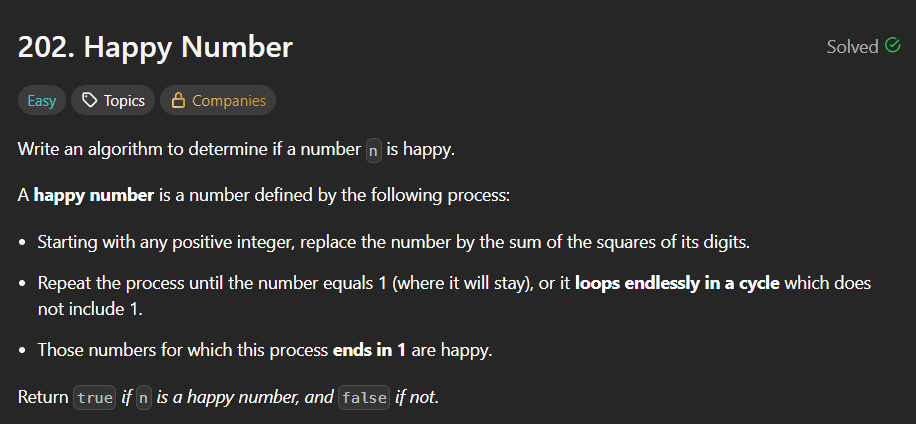 202. Happy Number
Solved
Easy
Topics
Companies
Write an algorithm to determine if a number n is happy.
A happy number is a number defined by the following process:
• Starting with any positive integer, replace the number by the sum of the squares of its digits.
• Repeat the process until the number equals 1 (where it will stay), or it loops endlessly in a cycle which does
not include 1.
• Those numbers for which this process ends in 1 are happy.
Return true if n is a happy number, and false if not.